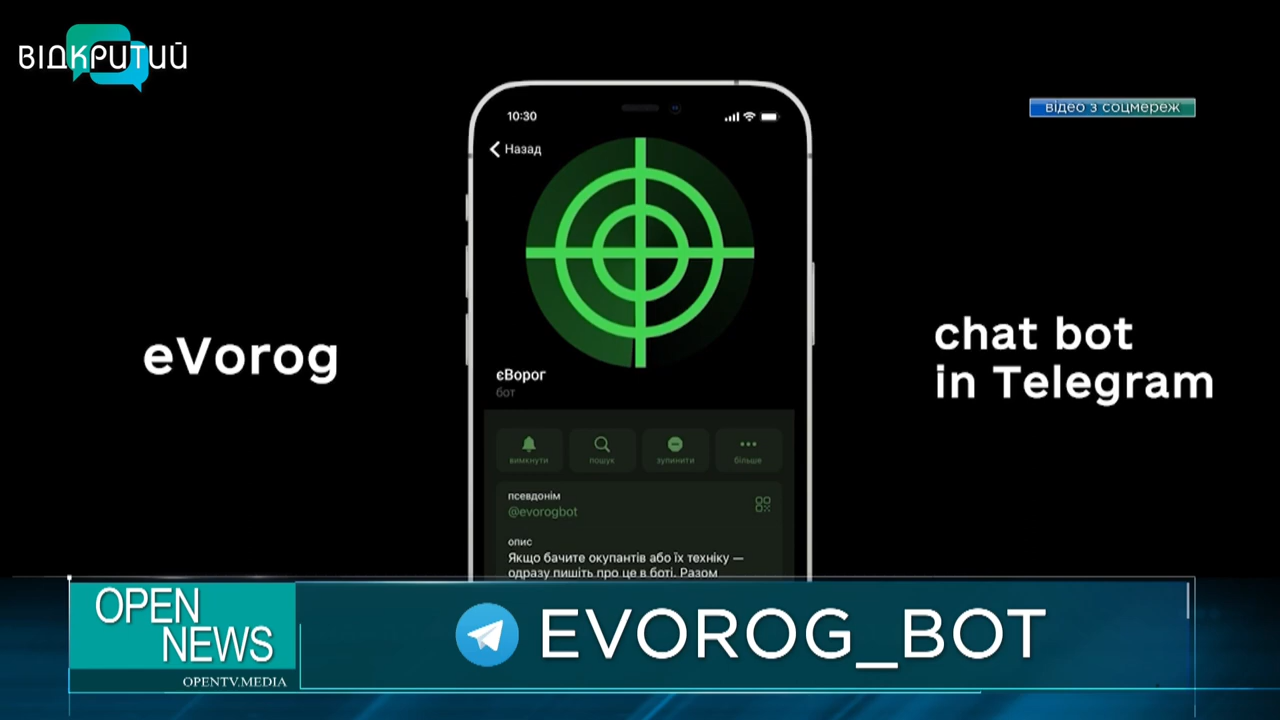 ВІДКРИТИЙ
відео з соцмереж
10:30
Назад
eVorog
chat bot
in Telegram
єВорог
бот
вимкнути
пошук
зупинити
більше
псевдонім
@evorogbot
опис
Якщо бачите окупантів або їх техніку —
одразу пишіть про це в боті. Разом
OPEN
NEWS
OPENTV.MEDIA
EVOROG_BOT